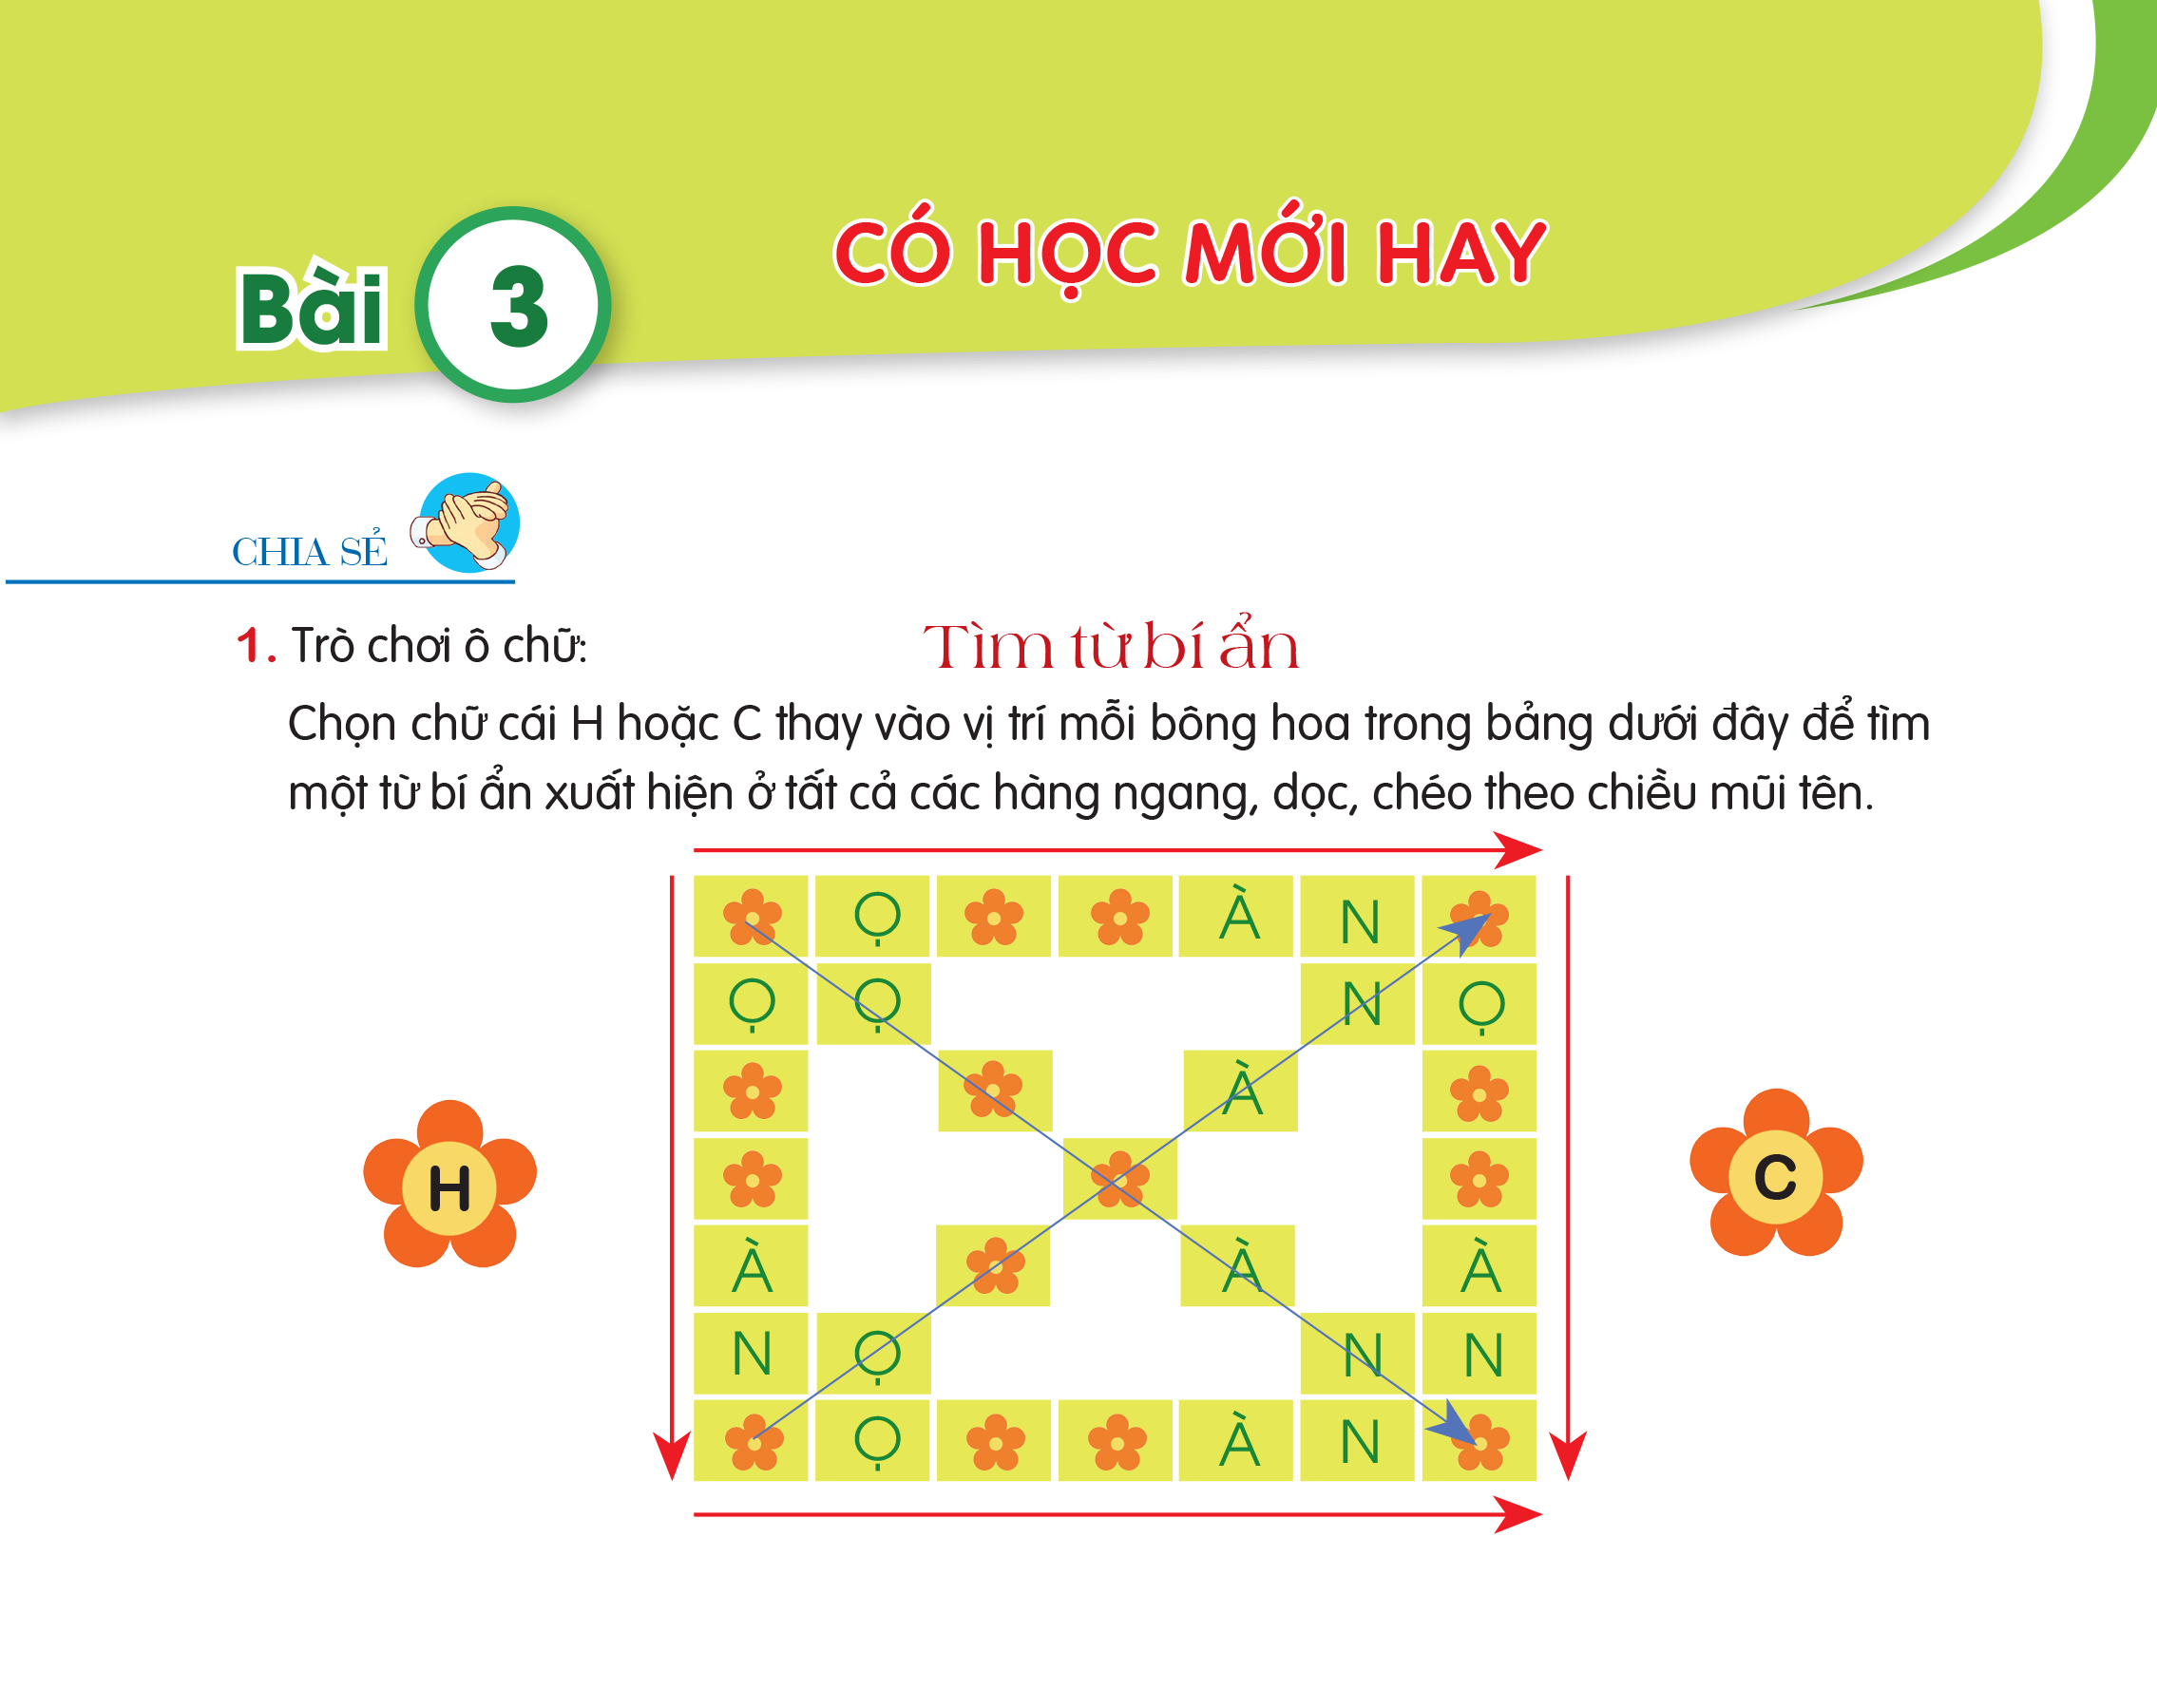 CÓ HỌC MỚI HAY
Bài 3
CHIA SẺ
1. Trò chơi ô chữ: Tìm từ bí ẩn
Chọn chữ cái H hoặc C thay vào vị trí mỗi bông hoa trong bảng dưới đây để tìm
một từ bí ẩn xuất hiện ở tất cả các hàng ngang, dọc, chéo theo chiều mũi tên.
Ọ À N
Ọ Ọ N Ọ
À
H
C
À À À
N Ọ N N
Ọ À N